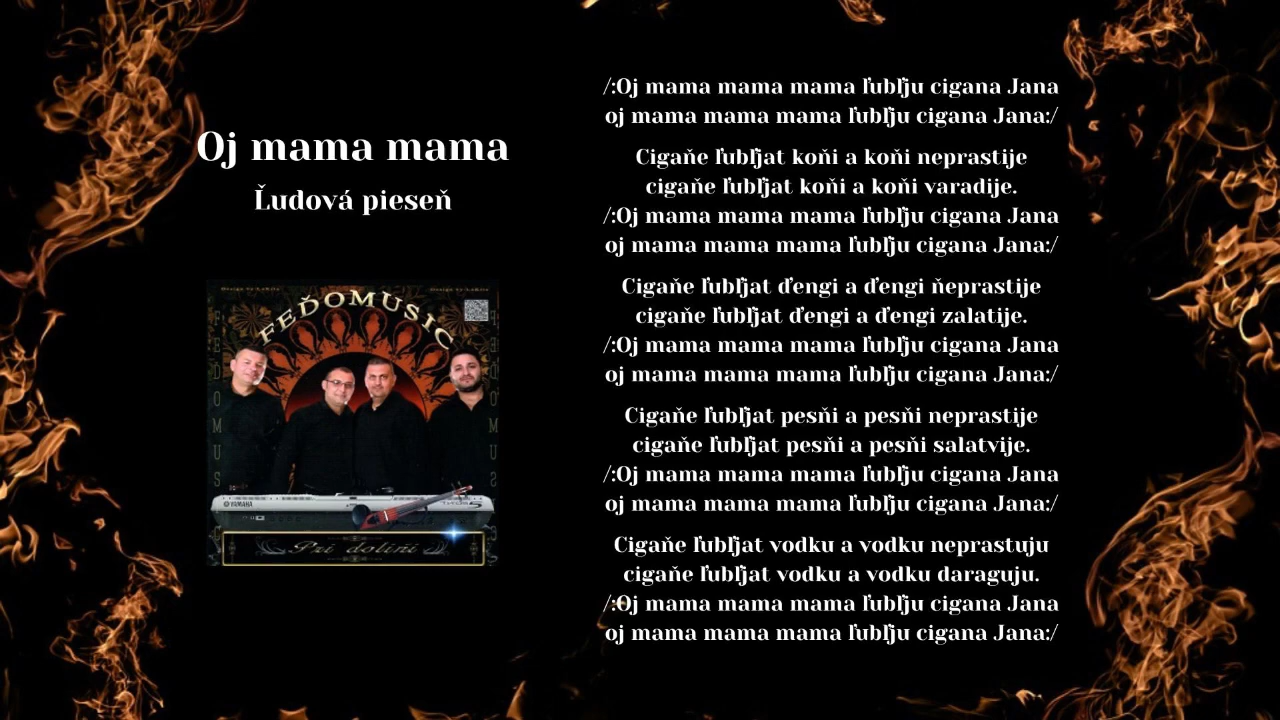 Oj mama mama
Ľudová pieseň
FEĎOMUSIC
YAMAHA
Pri dolini
/:Oj mama mama mama ľubľju cigana Jana
oj mama mama mama ľubľju cigana Jana:/
Cigaňe ľubľjat koňi a koňi neprastije
cigaňe ľubľjat koňi a koňi varadije.
/:Oj mama mama mama ľubľju cigana Jana
oj mama mama mama ľubľju cigana Jana:/
Cigaňe ľubľjat ďengi a ďengi ňeprastije
cigaňe ľubľjat ďengi a ďengi zalatije.
/:Oj mama mama mama ľubľju cigana Jana
oj mama mama mama ľubľju cigana Jana:/
Cigaňe ľubľjat pesňi a pesňi neprastije
cigaňe ľubľjat pesňi a pesňi salatvije.
/:Oj mama mama mama ľubľju cigana Jana
oj mama mama mama ľubľju cigana Jana:/
Cigaňe ľubľjat vodku a vodku neprastuju
cigaňe ľubľjat vodku a vodku daraguju.
/:Oj mama mama mama ľubľju cigana Jana
oj mama mama mama ľubľju cigana Jana:/